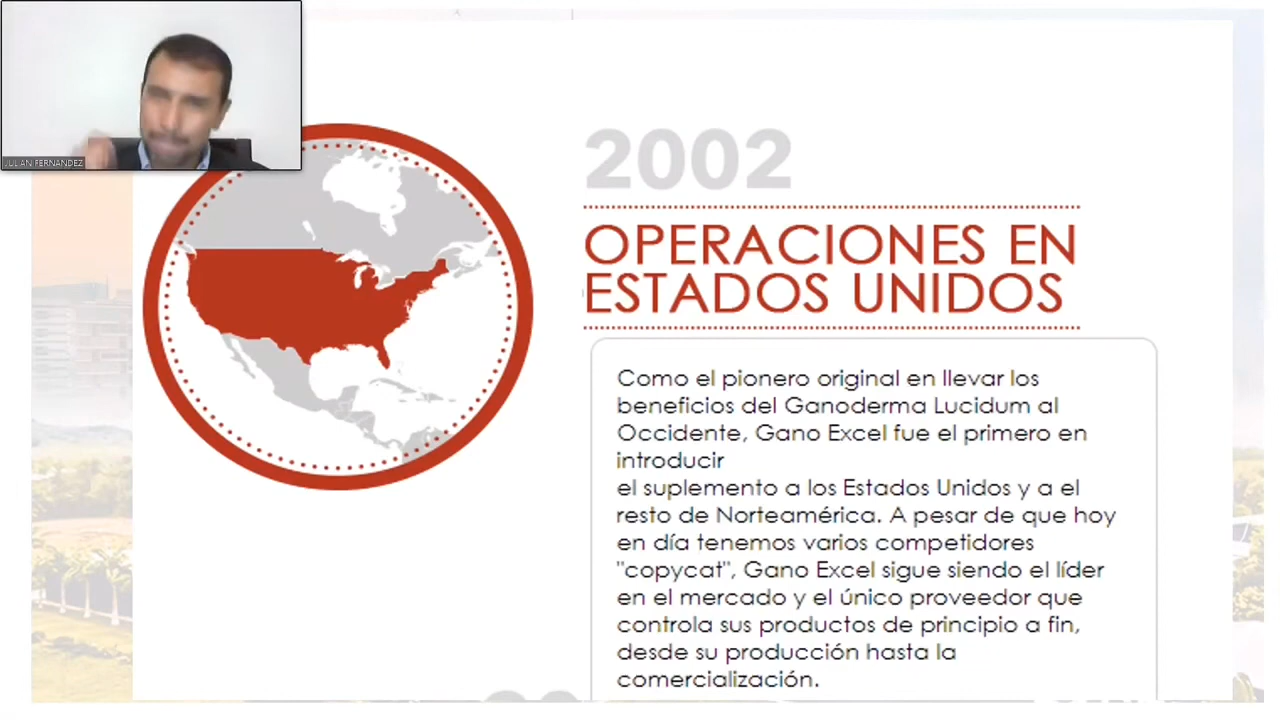 JULIAN FERNANDEZ
2002
OPERACIONES EN
ESTADOS UNIDOS
Como el pionero original en llevar los
beneficios del Ganoderma Lucidum al
Occidente, Gano Excel fue el primero en
introducir
el suplemento a los Estados Unidos y a el
resto de Norteamérica. A pesar de que hoy
en día tenemos varios competidores
"copycat", Gano Excel sigue siendo el líder
en el mercado y el único proveedor que
controla sus productos de principio a fin,
desde su producción hasta la
comercialización.